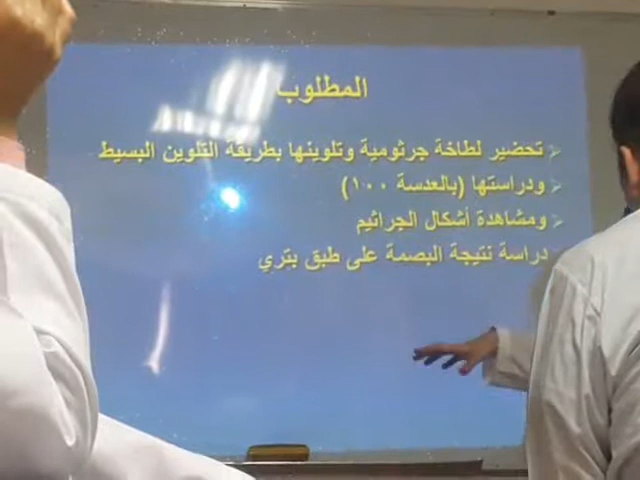 المطلوب
تحضير لطاخة جرثومية وتلوينها بطريقة التلوين البسيط
ودراستها (بالعدسة ١٠٠)
ومشاهدة أشكال الجراثيم
دراسة نتيجة البصمة على طبق بتري